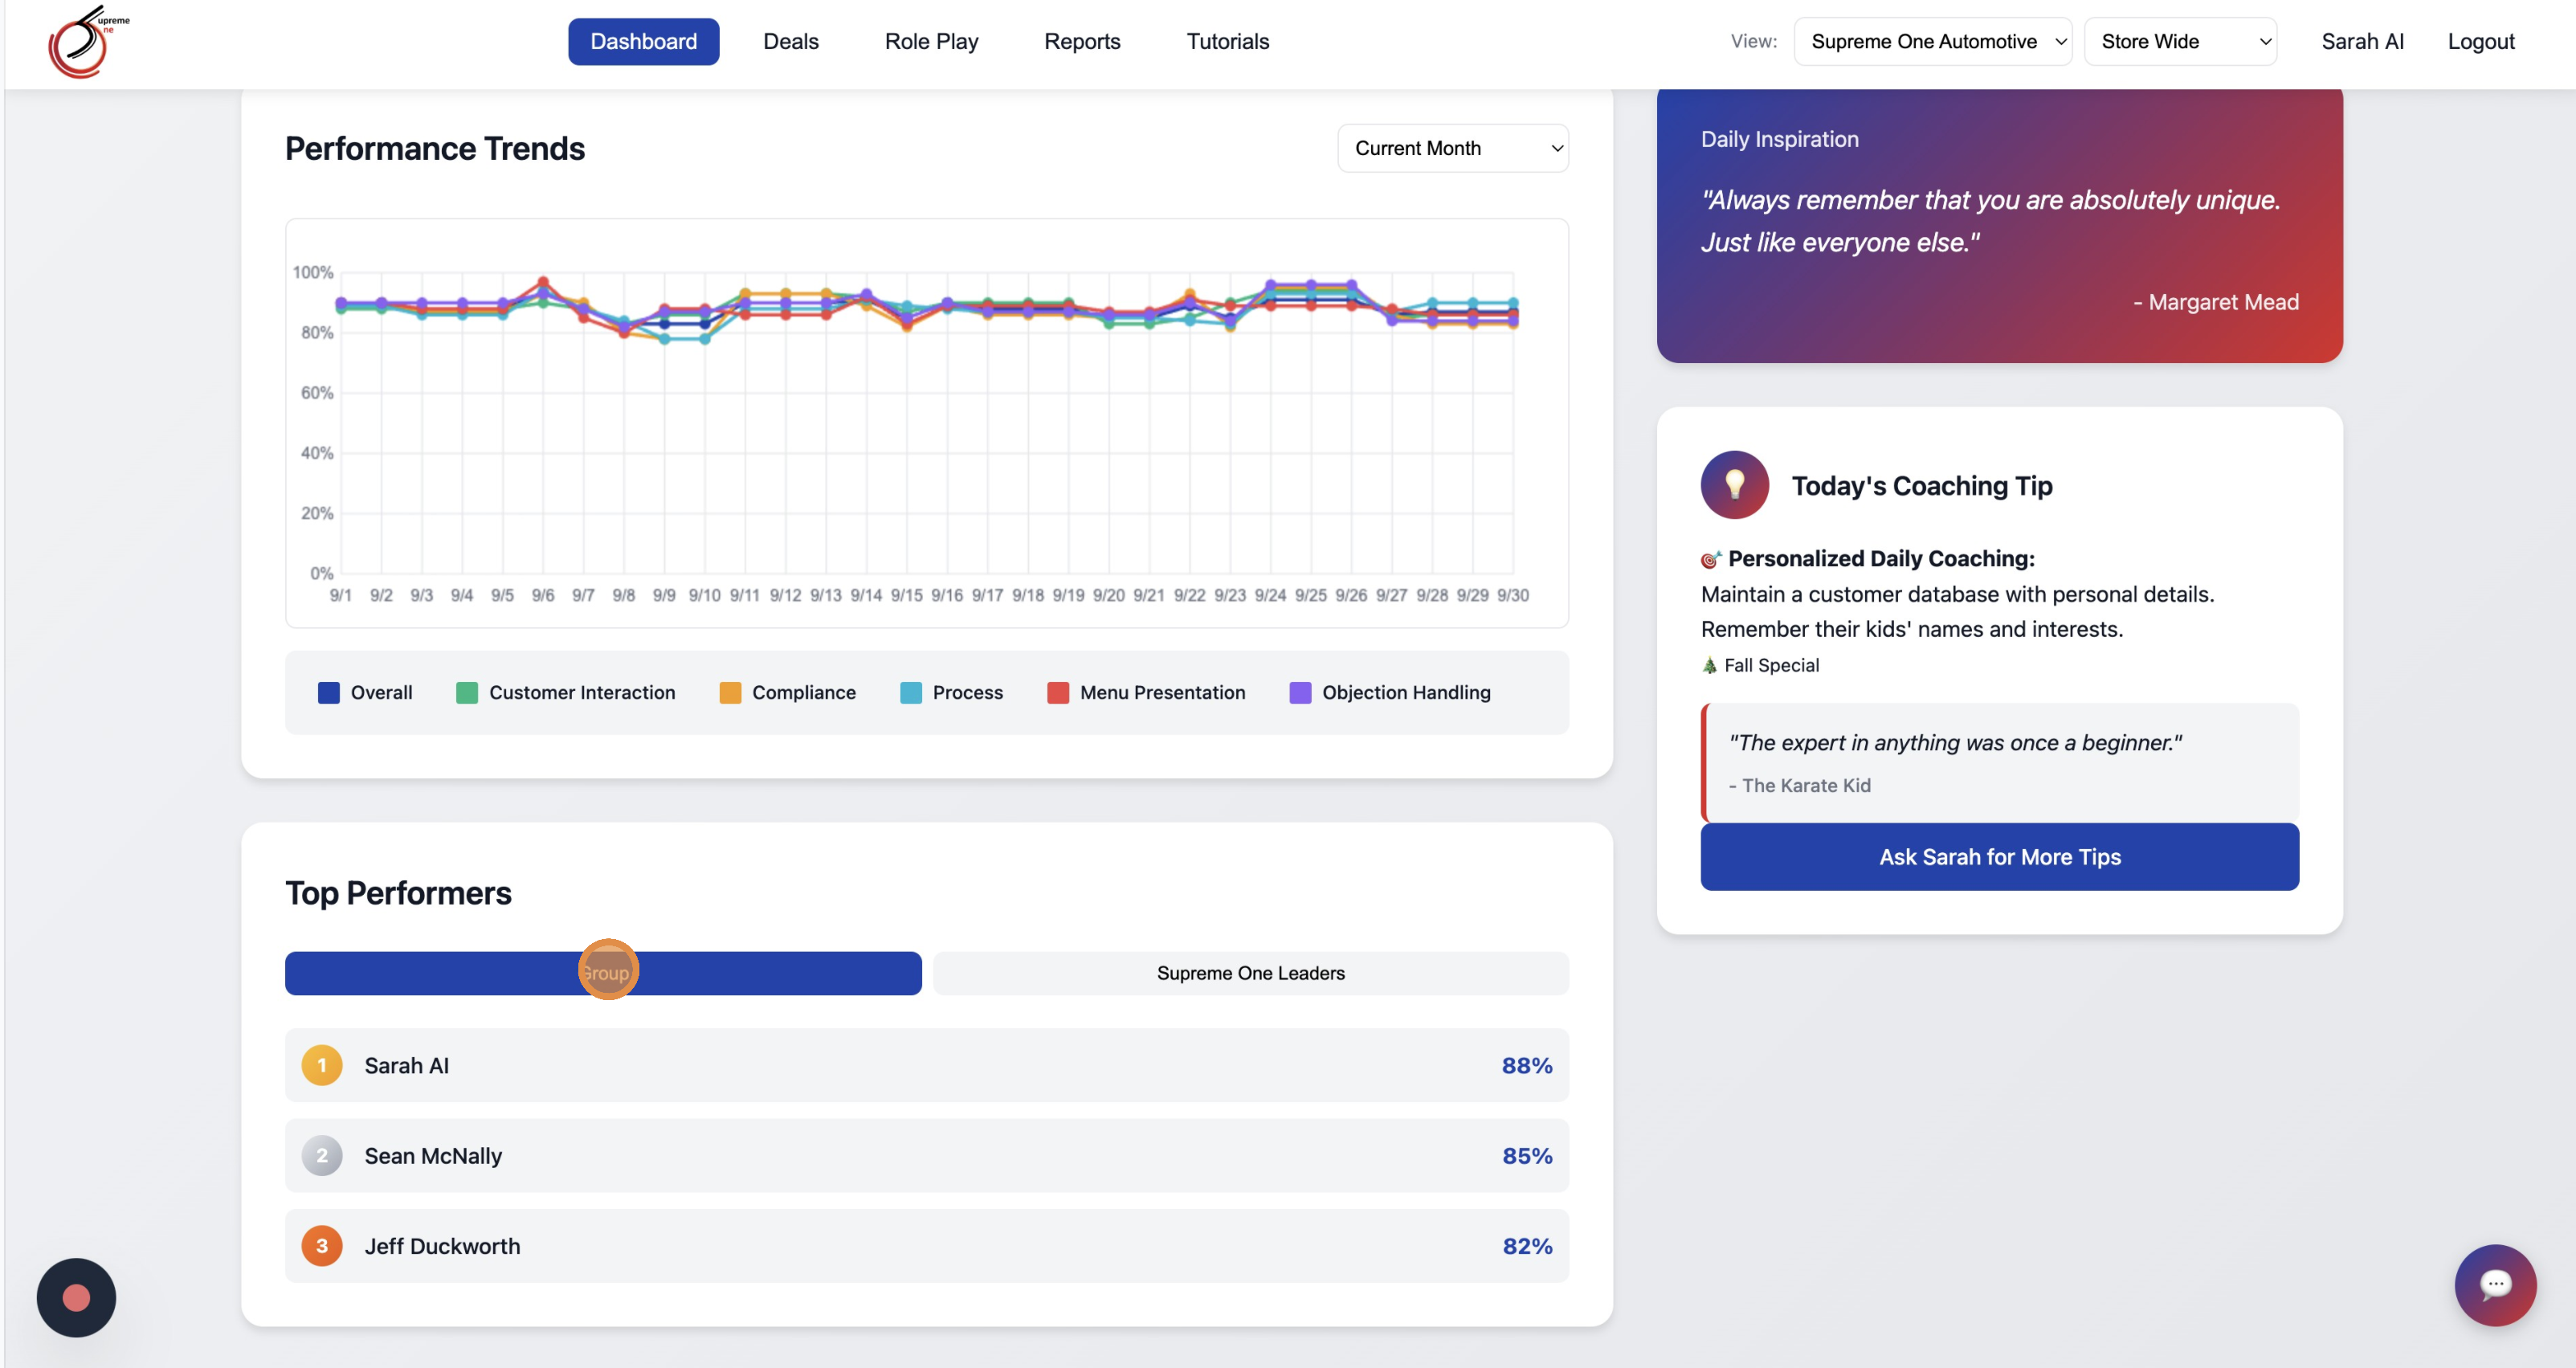 upreme
ne
Dashboard
Deals
Role Play
Reports
Tutorials
View:
Supreme One Automotive
Store Wide
Sarah AI
Logout
Performance Trends
Current Month
100%
80%
60%
40%
20%
0%
9/1 9/2 9/3 9/4 9/5 9/6 9/7 9/8 9/9 9/10 9/11 9/12 9/13 9/14 9/15 9/16 9/17 9/18 9/19 9/20 9/21 9/22 9/23 9/24 9/25 9/26 9/27 9/28 9/29 9/30
Overall
Customer Interaction
Compliance
Process
Menu Presentation
Objection Handling
Top Performers
Group
Supreme One Leaders
1 Sarah AI 88%
2 Sean McNally 85%
3 Jeff Duckworth 82%
Daily Inspiration
"Always remember that you are absolutely unique.
Just like everyone else."
- Margaret Mead
Today's Coaching Tip
🎯 Personalized Daily Coaching:
Maintain a customer database with personal details.
Remember their kids' names and interests.
🎄 Fall Special
"The expert in anything was once a beginner."
- The Karate Kid
Ask Sarah for More Tips